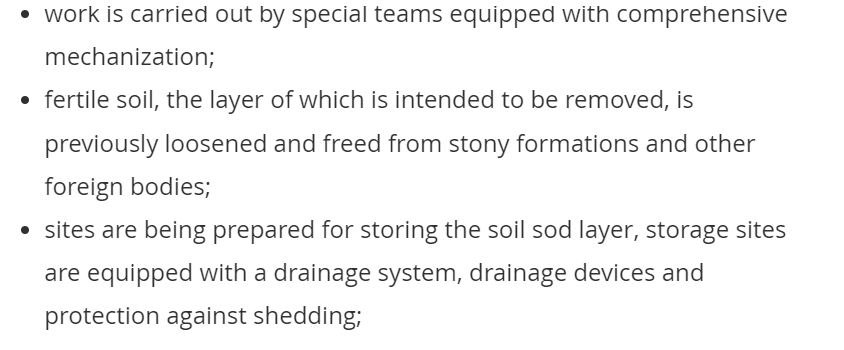 • work is carried out by special teams equipped with comprehensive
mechanization;
• fertile soil, the layer of which is intended to be removed, is
previously loosened and freed from stony formations and other
foreign bodies;
• sites are being prepared for storing the soil sod layer, storage sites
are equipped with a drainage system, drainage devices and
protection against shedding;